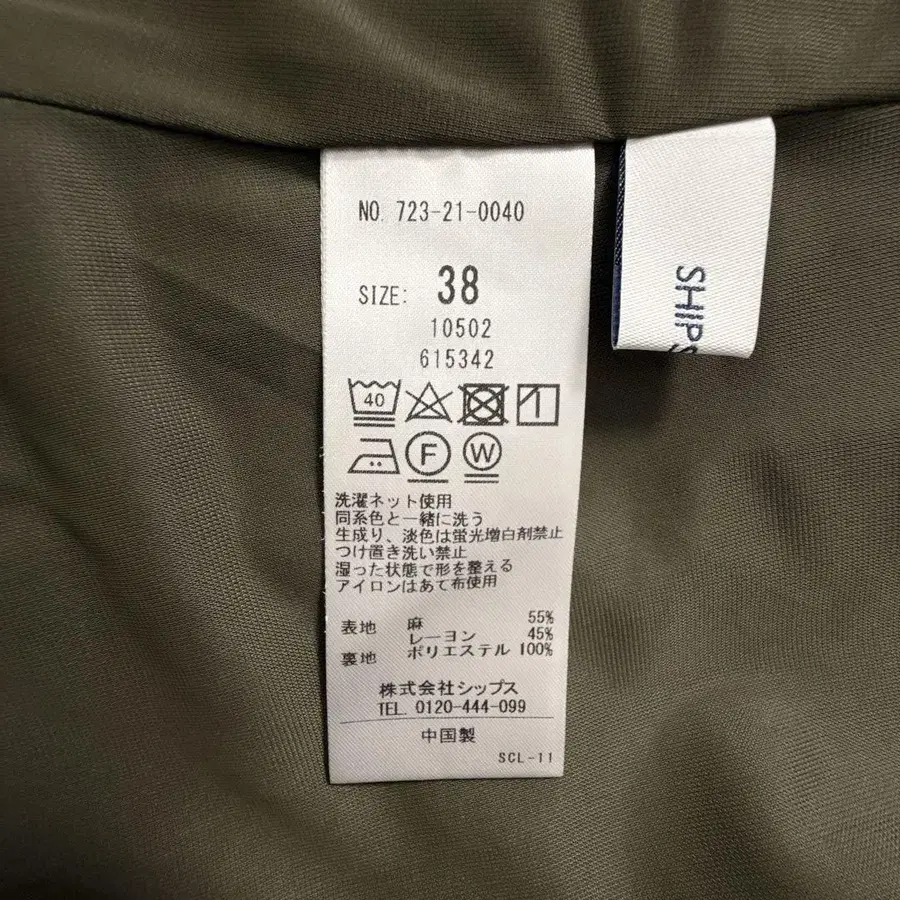 NO. 723-21-0040
SIZE: 38
10502
615342
40
F
W
洗濯ネット使用
同系色と一緒に洗う
生成り、淡色は蛍光増白剤禁止
つけ置き洗い禁止
湿った状態で形を整える
アイロンはあて布使用
表地 麻 55%
レーヨン 45%
裏地 ポリエステル 100%
株式会社シップス
TEL. 0120-444-099
中国製
SCL-11
SHIPS